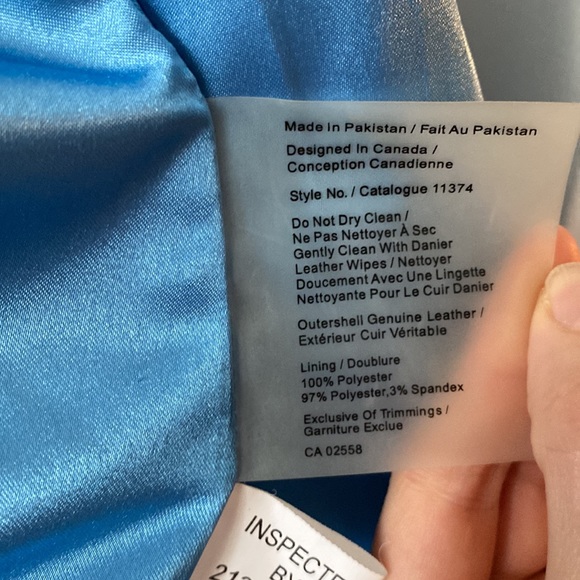 Made in Pakistan / Fait Au Pakistan
Designed In Canada /
Conception Canadienne
Style No. / Catalogue 11374
Do Not Dry Clean /
Ne Pas Nettoyer À Sec
Gently Clean With Danier
Leather Wipes / Nettoyer
Doucement Avec Une Lingette
Nettoyante Pour Le Cuir Danier
Outershell Genuine Leather /
Extérieur Cuir Véritable
Lining / Doublure
100% Polyester
97% Polyester,3% Spandex
Exclusive Of Trimmings /
Garniture Exclue
CA 02558
INSPECTE
BY